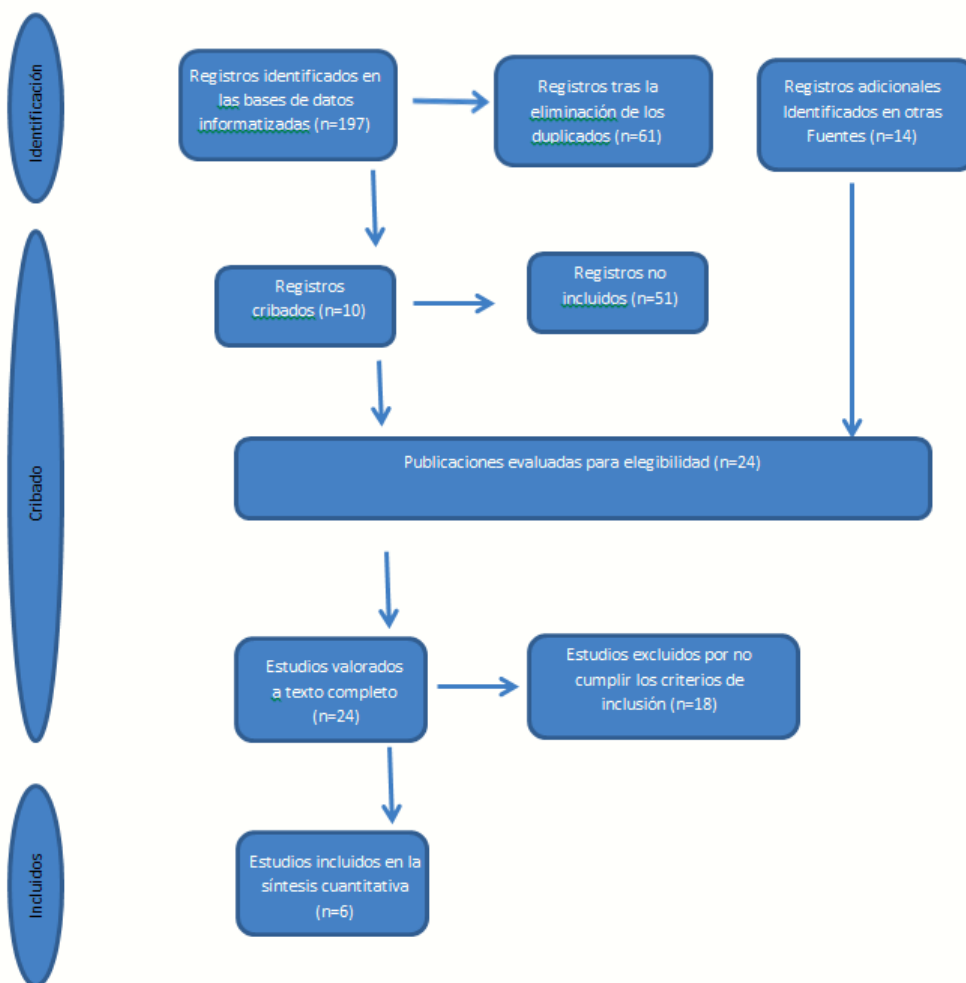 Identificación
Registros identificados en
las bases de datos
informatizadas (n=197)
Registros tras la
eliminación de los
duplicados (n=61)
Registros adicionales
Identificados en otras
Fuentes (n=14)
Cribado
Registros
cribados (n=10)
Registros no
incluidos (n=51)
Publicaciones evaluadas para elegibilidad (n=24)
Estudios valorados
a texto completo
(n=24)
Estudios excluidos por no
cumplir los criterios de
inclusión (n=18)
Incluidos
Estudios incluidos en la
síntesis cuantitativa
(n=6)